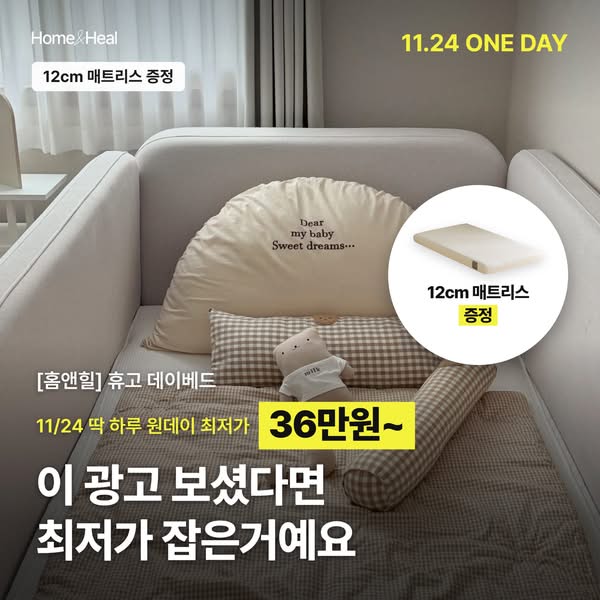 Home&Heal
11.24 ONE DAY
12cm 매트리스 증정
Dear
my baby
Sweet dreams...
12cm 매트리스
증정
milk
[홈앤힐] 휴고 데이베드
11/24 딱 하루 원데이 최저가 36만원~
이 광고 보셨다면
최저가 잡은거예요